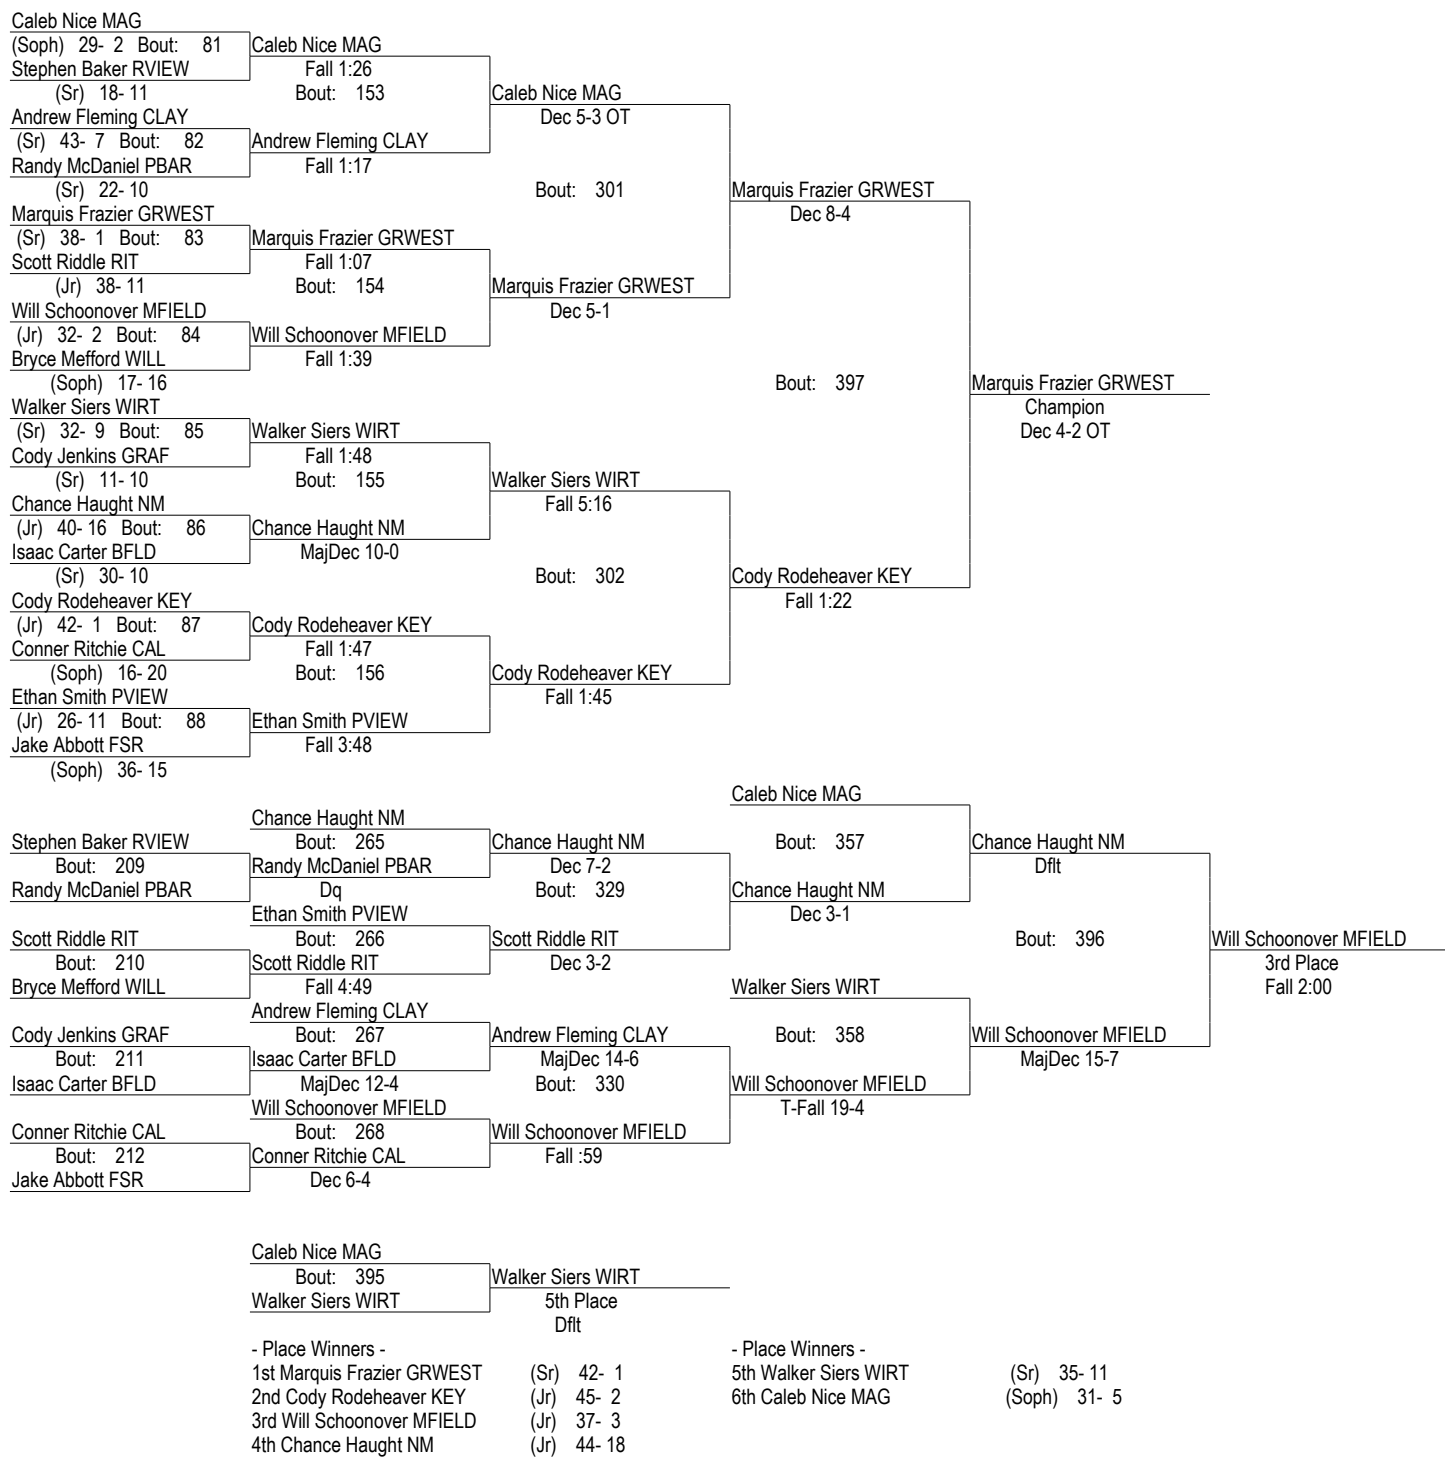 Caleb Nice MAG
(Soph) 29- 2 Bout: 81 Caleb Nice MAG
Stephen Baker RVIEW Fall 1:26
(Sr) 18- 11 Bout: 153 Caleb Nice MAG
Andrew Fleming CLAY Dec 5-3 OT
(Sr) 43- 7 Bout: 82 Andrew Fleming CLAY
Randy McDaniel PBAR Fall 1:17
(Sr) 22- 10 Bout: 301 Marquis Frazier GRWEST
Marquis Frazier GRWEST Dec 8-4
(Sr) 38- 1 Bout: 83 Marquis Frazier GRWEST
Scott Riddle RIT Fall 1:07
(Jr) 38- 11 Bout: 154 Marquis Frazier GRWEST
Will Schoonover MFIELD Dec 5-1
(Jr) 32- 2 Bout: 84 Will Schoonover MFIELD
Bryce Mefford WILL Fall 1:39
(Soph) 17- 16 Bout: 397 Marquis Frazier GRWEST
Walker Siers WIRT Champion
(Sr) 32- 9 Bout: 85 Walker Siers WIRT Dec 4-2 OT
Cody Jenkins GRAF Fall 1:48
(Sr) 11- 10 Bout: 155 Walker Siers WIRT
Chance Haught NM Fall 5:16
(Jr) 40- 16 Bout: 86 Chance Haught NM
Isaac Carter BFLD MajDec 10-0
(Sr) 30- 10 Bout: 302 Cody Rodeheaver KEY
Cody Rodeheaver KEY Fall 1:22
(Jr) 42- 1 Bout: 87 Cody Rodeheaver KEY
Conner Ritchie CAL Fall 1:47
(Soph) 16- 20 Bout: 156 Cody Rodeheaver KEY
Ethan Smith PVIEW Fall 1:45
(Jr) 26- 11 Bout: 88 Ethan Smith PVIEW
Jake Abbott FSR Fall 3:48
(Soph) 36- 15
Caleb Nice MAG
Chance Haught NM
Stephen Baker RVIEW Bout: 265 Chance Haught NM Bout: 357 Chance Haught NM
Bout: 209 Randy McDaniel PBAR Dec 7-2 Dflt
Randy McDaniel PBAR Dq Bout: 329 Chance Haught NM
Ethan Smith PVIEW Dec 3-1
Scott Riddle RIT Bout: 266 Scott Riddle RIT Bout: 396 Will Schoonover MFIELD
Bout: 210 Scott Riddle RIT Dec 3-2 3rd Place
Bryce Mefford WILL Fall 4:49 Walker Siers WIRT Fall 2:00
Andrew Fleming CLAY
Cody Jenkins GRAF Bout: 267 Andrew Fleming CLAY Bout: 358 Will Schoonover MFIELD
Bout: 211 Isaac Carter BFLD MajDec 14-6 MajDec 15-7
Isaac Carter BFLD MajDec 12-4 Bout: 330 Will Schoonover MFIELD
Will Schoonover MFIELD T-Fall 19-4
Conner Ritchie CAL Bout: 268 Will Schoonover MFIELD
Bout: 212 Conner Ritchie CAL Fall :59
Jake Abbott FSR Dec 6-4
Caleb Nice MAG
Bout: 395 Walker Siers WIRT
Walker Siers WIRT 5th Place
Dflt
- Place Winners - - Place Winners -
1st Marquis Frazier GRWEST (Sr) 42- 1 5th Walker Siers WIRT (Sr) 35- 11
2nd Cody Rodeheaver KEY (Jr) 45- 2 6th Caleb Nice MAG (Soph) 31- 5
3rd Will Schoonover MFIELD (Jr) 37- 3
4th Chance Haught NM (Jr) 44- 18